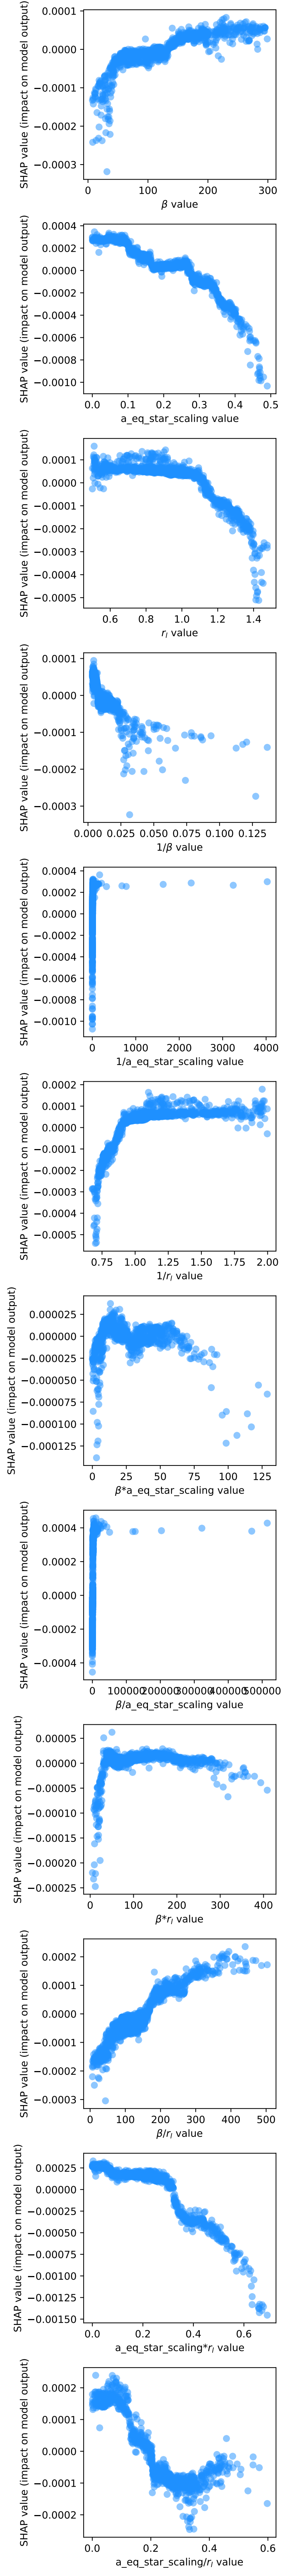 SHAP value (impact on model output)
0.0001
0.0000
−0.0001
−0.0002
−0.0003
0 100 200 300
β value
SHAP value (impact on model output)
0.0004
0.0002
0.0000
−0.0002
−0.0004
−0.0006
−0.0008
−0.0010
0.0 0.1 0.2 0.3 0.4 0.5
a_eq_star_scaling value
SHAP value (impact on model output)
0.0001
0.0000
−0.0001
−0.0002
−0.0003
−0.0004
−0.0005
0.6 0.8 1.0 1.2 1.4
rₗ value
SHAP value (impact on model output)
0.0001
0.0000
−0.0001
−0.0002
−0.0003
0.000 0.025 0.050 0.075 0.100 0.125
1/β value
SHAP value (impact on model output)
0.0004
0.0002
0.0000
−0.0002
−0.0004
−0.0006
−0.0008
−0.0010
0 1000 2000 3000 4000
1/a_eq_star_scaling value
SHAP value (impact on model output)
0.0002
0.0001
0.0000
−0.0001
−0.0002
−0.0003
−0.0004
−0.0005
0.75 1.00 1.25 1.50 1.75 2.00
1/rₗ value
SHAP value (impact on model output)
0.000025
0.000000
−0.000025
−0.000050
−0.000075
−0.000100
−0.000125
0 25 50 75 100 125
β*a_eq_star_scaling value
SHAP value (impact on model output)
0.0004
0.0002
0.0000
−0.0002
−0.0004
0 100000 200000 300000 400000 500000
β/a_eq_star_scaling value
SHAP value (impact on model output)
0.00005
0.00000
−0.00005
−0.00010
−0.00015
−0.00020
−0.00025
0 100 200 300 400
β*rₗ value
SHAP value (impact on model output)
0.0002
0.0001
0.0000
−0.0001
−0.0002
−0.0003
0 100 200 300 400 500
β/rₗ value
SHAP value (impact on model output)
0.00025
0.00000
−0.00025
−0.00050
−0.00075
−0.00100
−0.00125
−0.00150
0.0 0.2 0.4 0.6
a_eq_star_scaling*rₗ value
SHAP value (impact on model output)
0.0002
0.0001
0.0000
−0.0001
−0.0002
0.0 0.2 0.4 0.6
a_eq_star_scaling/rₗ value